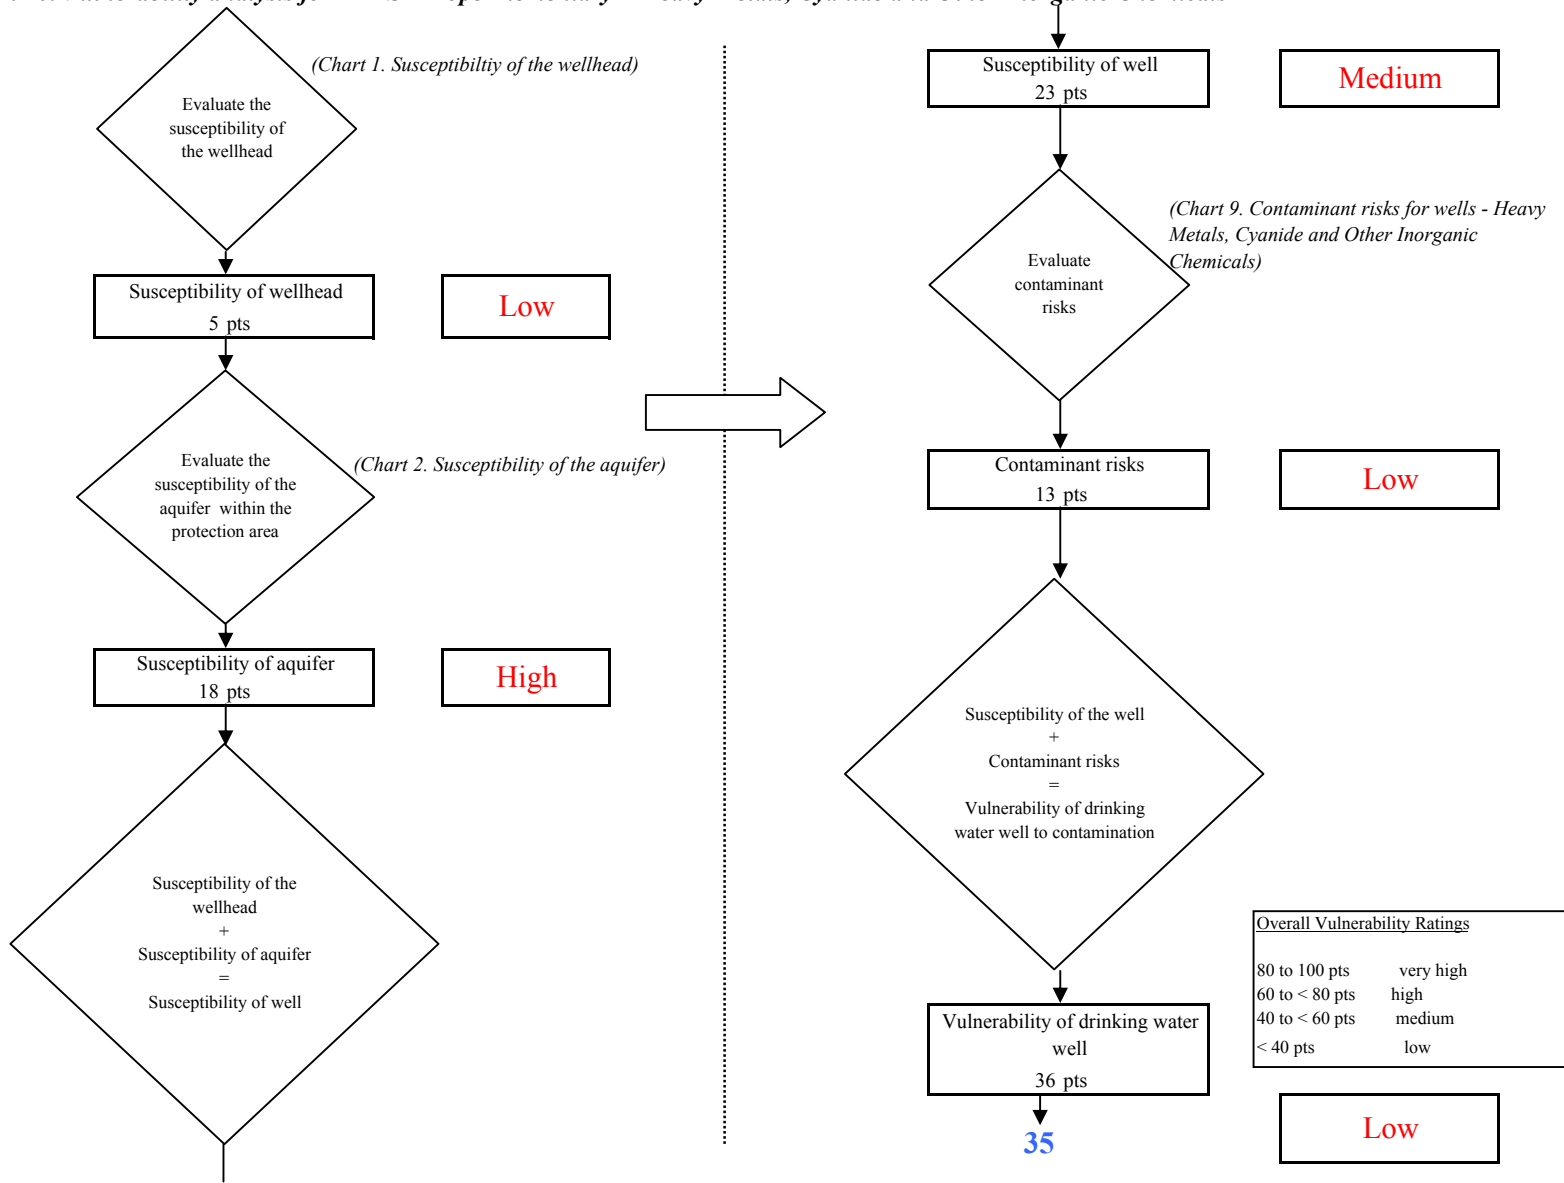 (Chart 1. Susceptibiltiy of the wellhead)
Evaluate the
susceptibility of
the wellhead
Susceptibility of wellhead
5 pts
Low
Evaluate the
susceptibility of the
aquifer within the
protection area
(Chart 2. Susceptibility of the aquifer)
Susceptibility of aquifer
18 pts
High
Susceptibility of the
wellhead
+
Susceptibility of aquifer
=
Susceptibility of well
Susceptibility of well
23 pts
Medium
(Chart 9. Contaminant risks for wells - Heavy
Metals, Cyanide and Other Inorganic
Chemicals)
Evaluate
contaminant
risks
Contaminant risks
13 pts
Low
Susceptibility of the well
+
Contaminant risks
=
Vulnerability of drinking
water well to contamination
Overall Vulnerability Ratings
80 to 100 pts very high
60 to < 80 pts high
40 to < 60 pts medium
< 40 pts low
Vulnerability of drinking water
well
36 pts
35
Low